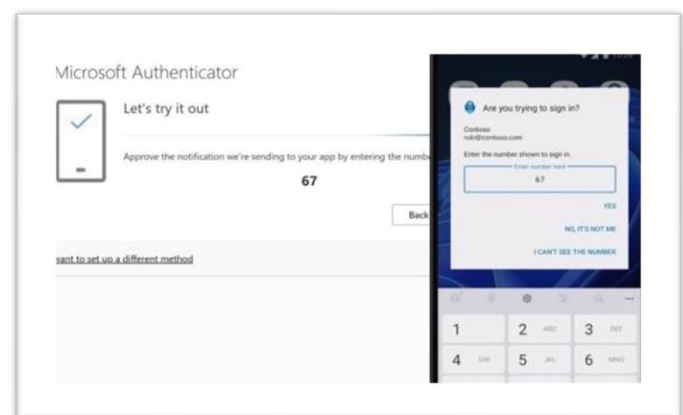 Microsoft Authenticator
Let's try it out
Approve the notification we're sending to your app by entering the numbe
67
Back
want to set up a different method
Are you trying to sign in?
Contoso
rob@contoso.com
Enter the number shown to sign in.
Enter number here
67
YES
NO, IT'S NOT ME
I CAN'T SEE THE NUMBER
1
2 ABC
3 DEF
4 GHI
5 JKL
6 MNO